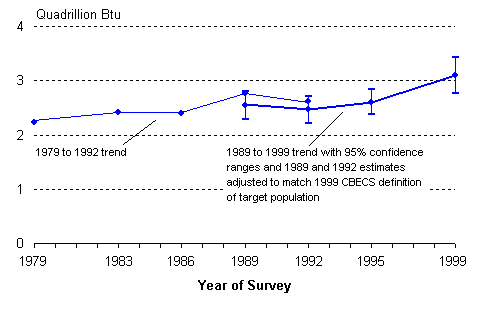 Quadrillion Btu
4
3
2
1979 to 1992 trend
1989 to 1999 trend with 95% confidence
ranges and 1989 and 1992 estimates
adjusted to match 1999 CBECS definition
of target population
1
0
1979 1983 1986 1989 1992 1995 1999
Year of Survey